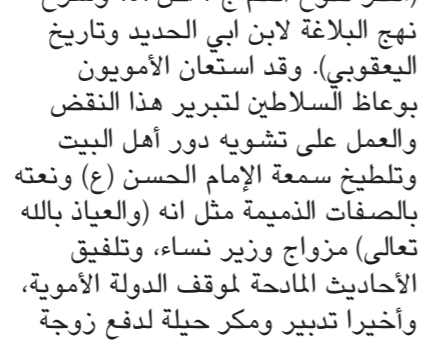 نهج البلاغة لابن ابي الحديد وتاريخ
اليعقوبي). وقد استعان الأمويون
بوعاظ السلاطين لتبرير هذا النقض
والعمل على تشويه دور أهل البيت
وتلطيخ سمعة الإمام الحسن (ع) ونعته
بالصفات الذميمة مثل انه (والعياذ بالله
تعالى) مزواج وزير نساء، وتلفيق
الأحاديث المادحة لموقف الدولة الأموية،
وأخيرا تدبير ومكر حيلة لدفع زوجة